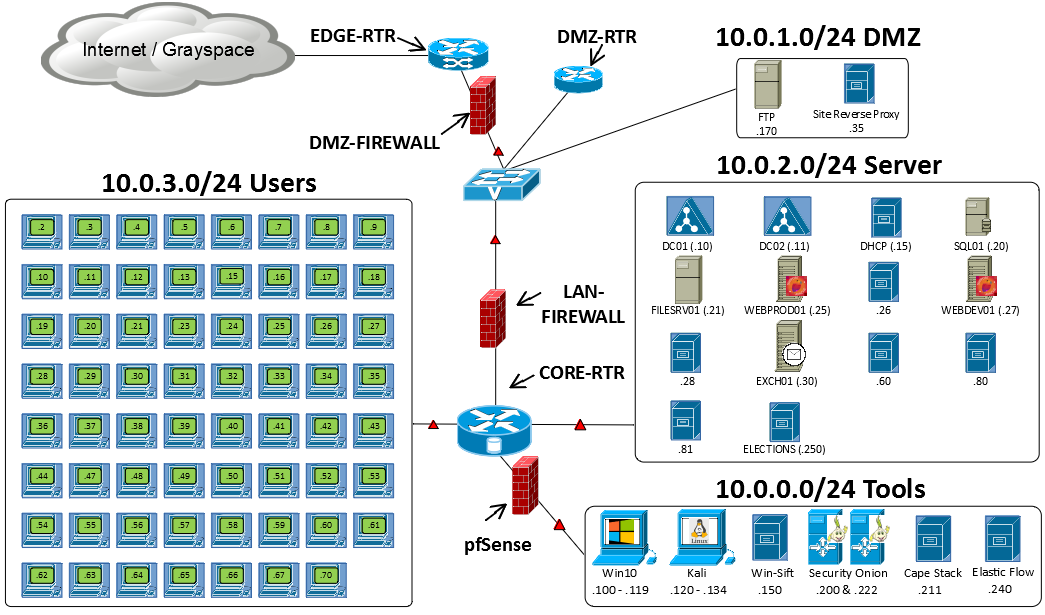 Internet / Grayspace
EDGE-RTR
DMZ-RTR
10.0.1.0/24 DMZ
FTP
.170
Site Reverse Proxy
.35
DMZ-FIREWALL
V
10.0.3.0/24 Users
.2 .3 .4 .5 .6 .7 .8 .9
.10 .11 .12 .13 .15 .16 .17 .18
.19 .20 .21 .23 .24 .25 .26 .27
.28 .29 .30 .31 .32 .33 .34 .35
.36 .37 .38 .39 .40 .41 .42 .43
.44 .47 .48 .49 .50 .51 .52 .53
.54 .55 .56 .57 .58 .59 .60 .61
.62 .63 .64 .65 .66 .67 .70
LAN-
FIREWALL
CORE-RTR
pfSense
10.0.2.0/24 Server
DC01 (.10) DC02 (.11) DHCP (.15) SQL01 (.20)
FILESRV01 (.21) WEBPROD01 (.25) .26 WEBDEV01 (.27)
.28 EXCH01 (.30) .60 .80
.81 ELECTIONS (.250)
10.0.0.0/24 Tools
Linux
Win10 Kali Win-Sift Security Onion Cape Stack Elastic Flow
.100 - .119 .120 - .134 .150 .200 & .222 .211 .240